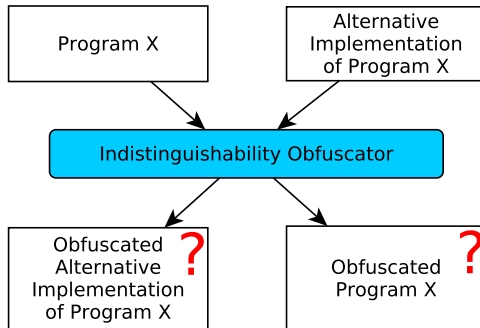 Program X
Alternative
Implementation
of Program X
Indistinguishability Obfuscator
Obfuscated
Alternative
Implementation
of Program X
?
Obfuscated
Program X
?